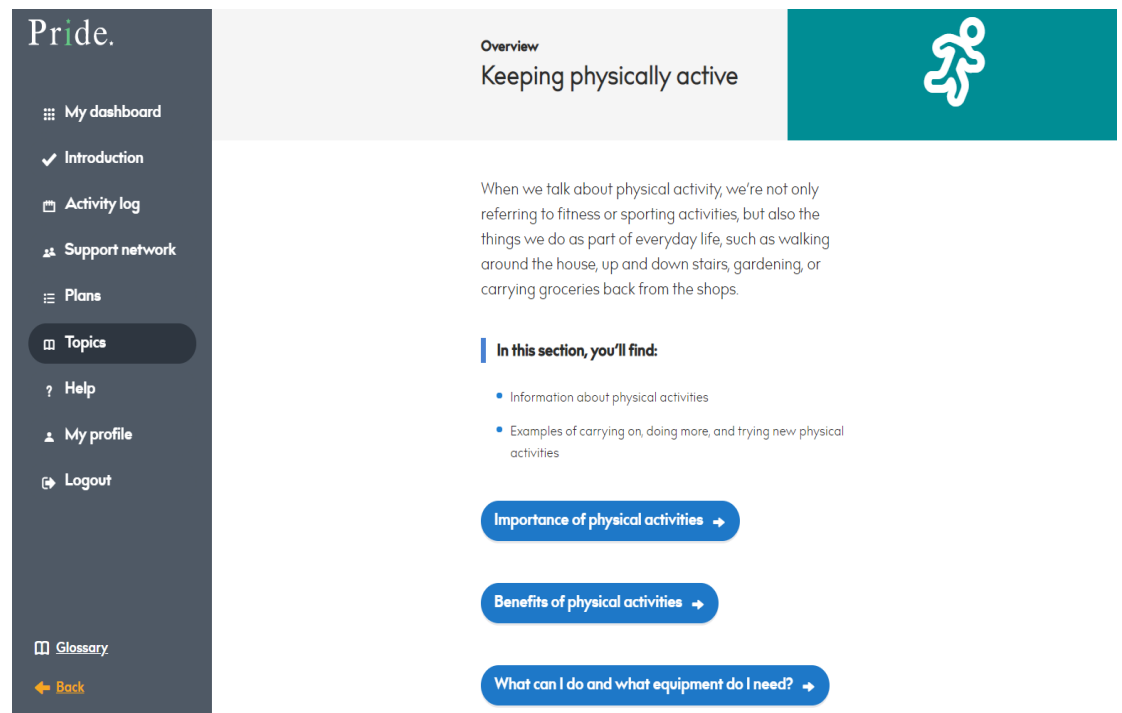 Pride.
My dashboard
Introduction
Activity log
Support network
Plans
Topics
? Help
My profile
Logout
Glossary
Back
Overview
Keeping physically active
When we talk about physical activity, we're not only
referring to fitness or sporting activities, but also the
things we do as part of everyday life, such as walking
around the house, up and down stairs, gardening, or
carrying groceries back from the shops.
In this section, you'll find:
Information about physical activities
Examples of carrying on, doing more, and trying new physical
activities
Importance of physical activities
Benefits of physical activities
What can I do and what equipment do I need?